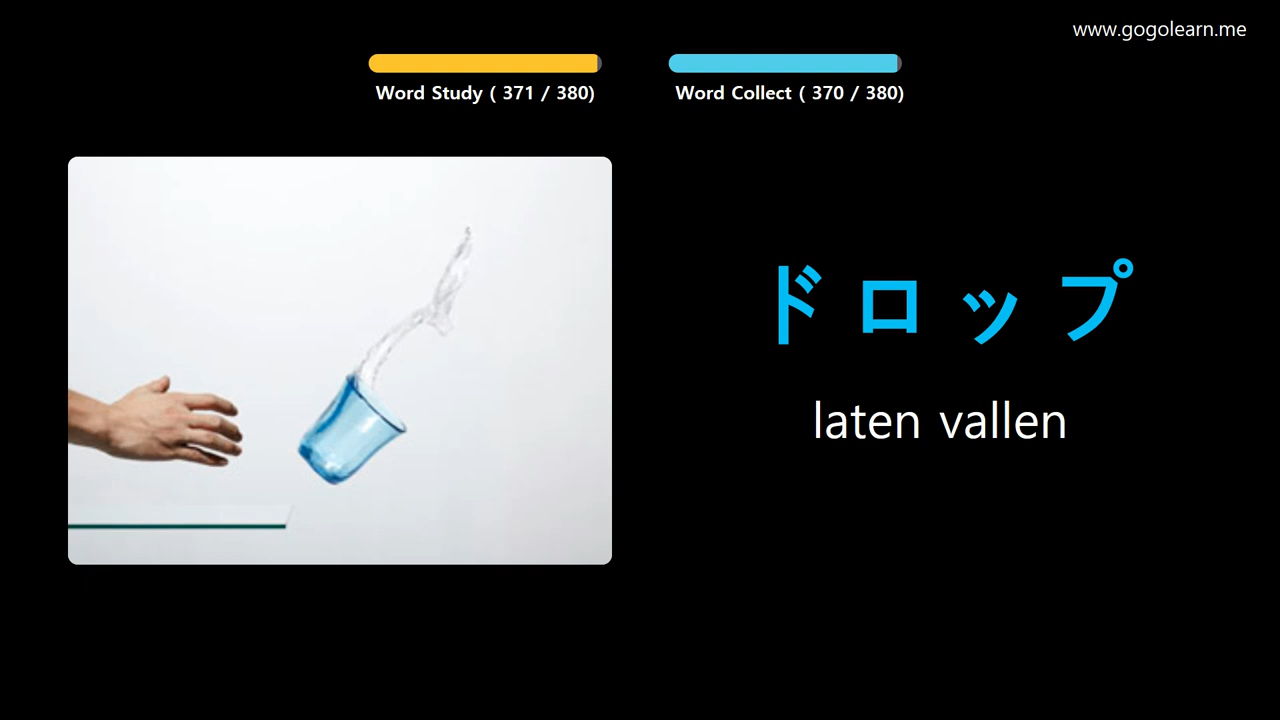 www.gogolearn.me
Word Study ( 371 / 380)
Word Collect ( 370 / 380)
ドロップ
laten vallen